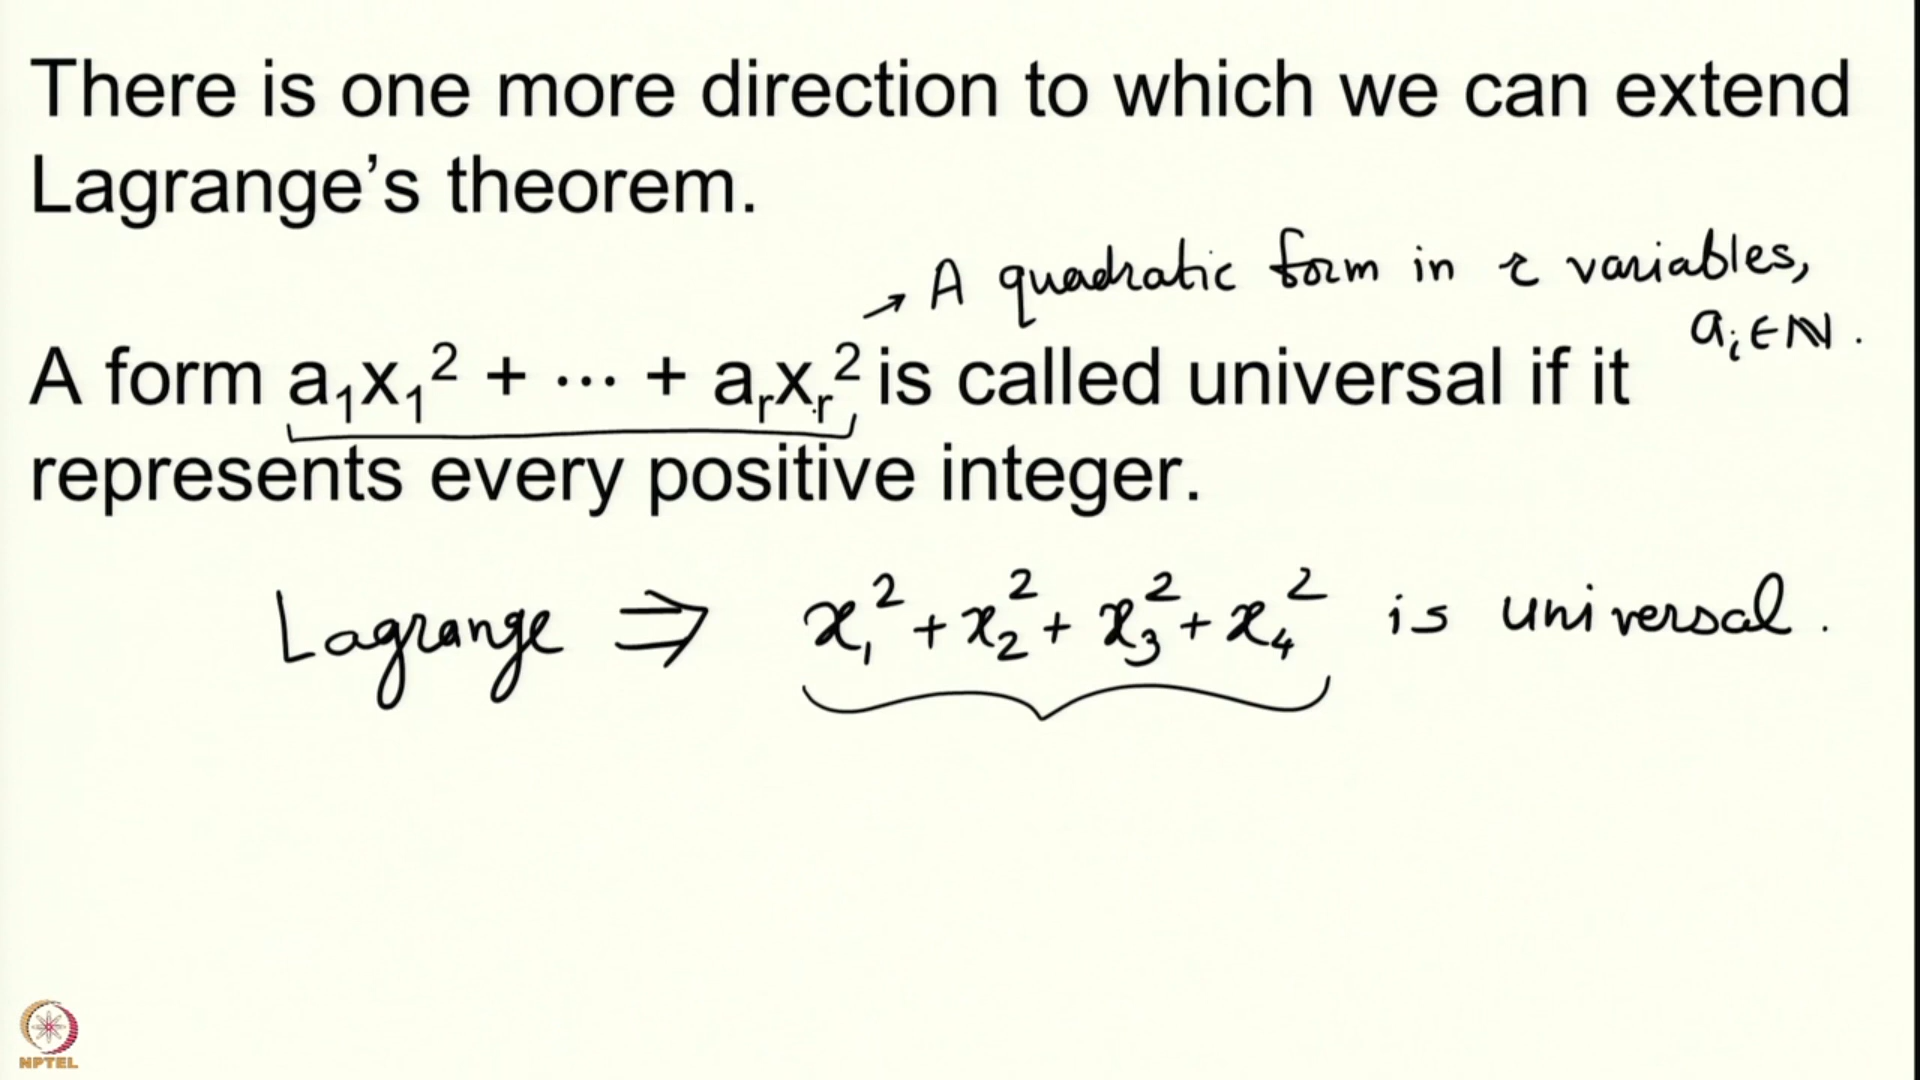 There is one more direction to which we can extend
Lagrange’s theorem.
→ A quadratic form in r variables,
aᵢ ∈ ℕ.
A form a₁x₁² + ⋯ + aᵣxᵣ² is called universal if it
represents every positive integer.
Lagrange ⇒ x₁² + x₂² + x₃² + x₄² is universal.
NPTEL